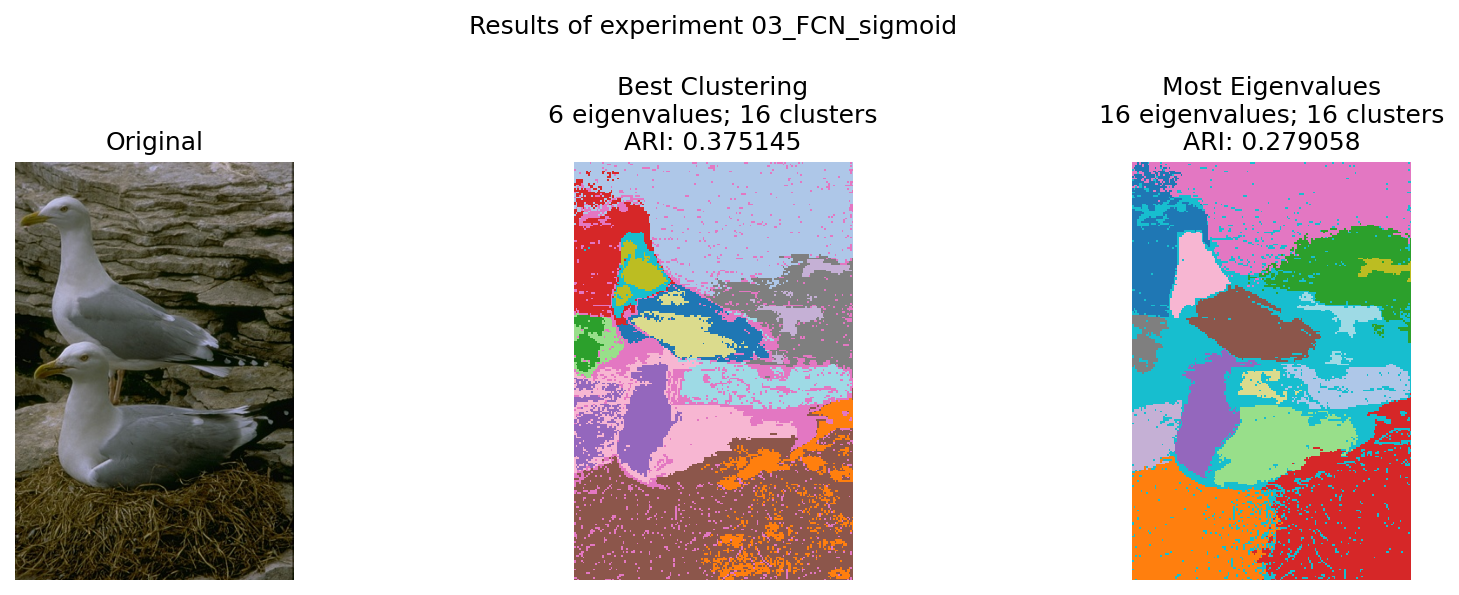 Results of experiment 03_FCN_sigmoid
Original
Best Clustering
6 eigenvalues; 16 clusters
ARI: 0.375145
Most Eigenvalues
16 eigenvalues; 16 clusters
ARI: 0.279058